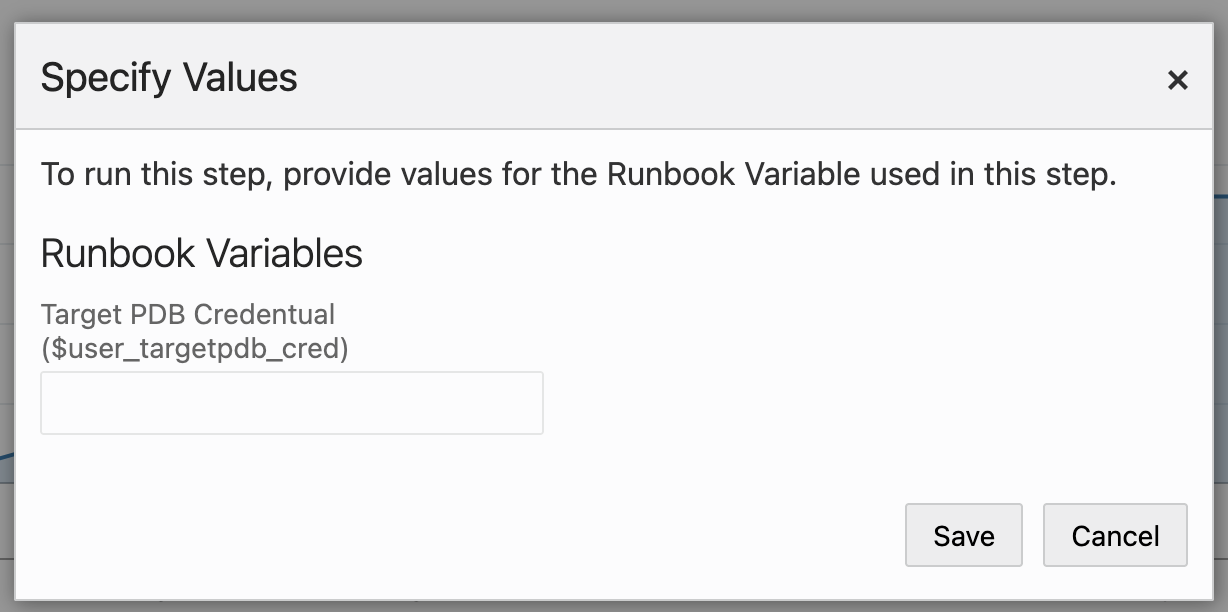 Specify Values
×
To run this step, provide values for the Runbook Variable used in this step.
Runbook Variables
Target PDB Credentual
($user_targetpdb_cred)
Save
Cancel